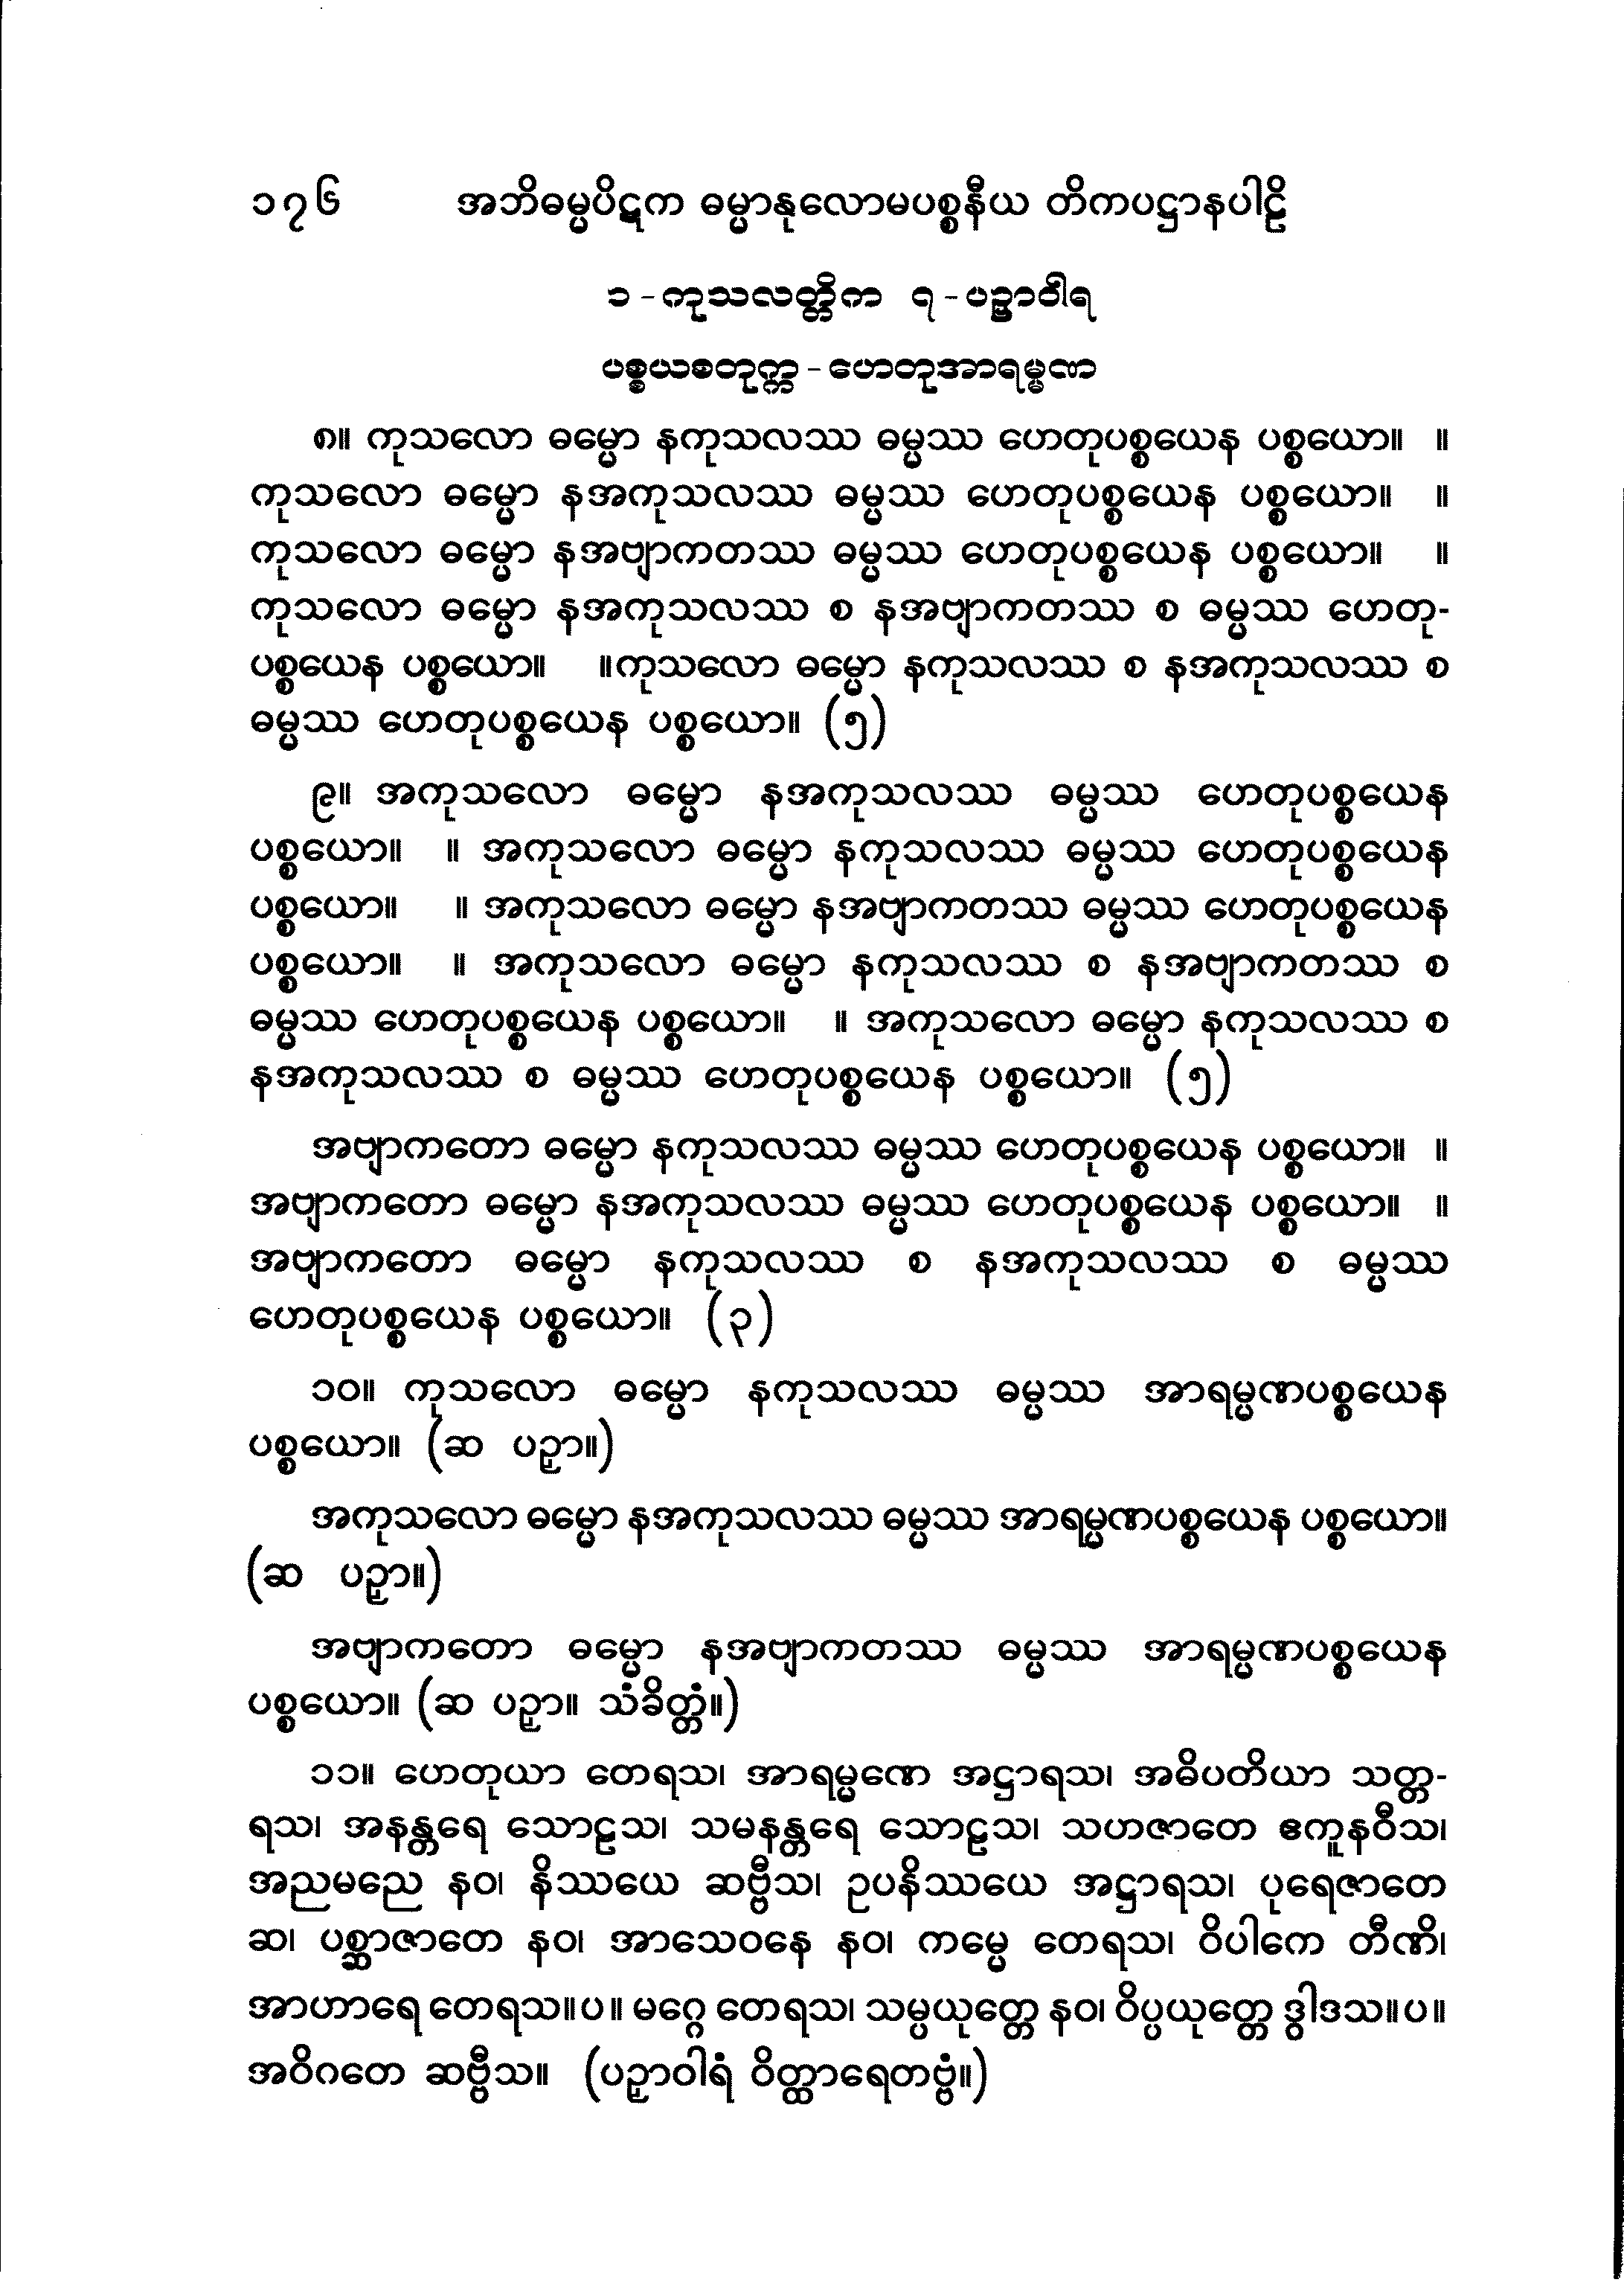 ၁၇၆ အဘိဓမ္မပိဋက ဓမ္မာနုလောမပစ္စနီယ တိကပဋ္ဌာနပါဠိ
၁-ကုသလတ္တိက ၇-ပဉှာဝါရ
ပစ္စယစတုက္က-ဟေတုအာရမ္မဏ
၈။ ကုသလော ဓမ္မော နကုသလဿ ဓမ္မဿ ဟေတုပစ္စယေန ပစ္စယော။ ။
ကုသလော ဓမ္မော နအကုသလဿ ဓမ္မဿ ဟေတုပစ္စယေန ပစ္စယော။ ။
ကုသလော ဓမ္မော နအဗျာကတဿ ဓမ္မဿ ဟေတုပစ္စယေန ပစ္စယော။ ။
ကုသလော ဓမ္မော နအကုသလဿ စ နအဗျာကတဿ စ ဓမ္မဿ ဟေတု-
ပစ္စယေန ပစ္စယော။ ။ကုသလော ဓမ္မော နကုသလဿ စ နအကုသလဿ စ
ဓမ္မဿ ဟေတုပစ္စယေန ပစ္စယော။ (၅)
၉။ အကုသလော ဓမ္မော နအကုသလဿ ဓမ္မဿ ဟေတုပစ္စယေန
ပစ္စယော။ ။ အကုသလော ဓမ္မော နကုသလဿ ဓမ္မဿ ဟေတုပစ္စယေန
ပစ္စယော။ ။ အကုသလော ဓမ္မော နအဗျာကတဿ ဓမ္မဿ ဟေတုပစ္စယေန
ပစ္စယော။ ။ အကုသလော ဓမ္မော နကုသလဿ စ နအဗျာကတဿ စ
ဓမ္မဿ ဟေတုပစ္စယေန ပစ္စယော။ ။ အကုသလော ဓမ္မော နကုသလဿ စ
နအကုသလဿ စ ဓမ္မဿ ဟေတုပစ္စယေန ပစ္စယော။ (၅)
အဗျာကတော ဓမ္မော နကုသလဿ ဓမ္မဿ ဟေတုပစ္စယေန ပစ္စယော။ ။
အဗျာကတော ဓမ္မော နအကုသလဿ ဓမ္မဿ ဟေတုပစ္စယေန ပစ္စယော။ ။
အဗျာကတော ဓမ္မော နကုသလဿ စ နအကုသလဿ စ ဓမ္မဿ
ဟေတုပစ္စယေန ပစ္စယော။ (၃)
၁၀။ ကုသလော ဓမ္မော နကုသလဿ ဓမ္မဿ အာရမ္မဏပစ္စယေန
ပစ္စယော။ (ဆ ပဉှာ။)
အကုသလော ဓမ္မော နအကုသလဿ ဓမ္မဿ အာရမ္မဏပစ္စယေန ပစ္စယော။
(ဆ ပဉှာ။)
အဗျာကတော ဓမ္မော နအဗျာကတဿ ဓမ္မဿ အာရမ္မဏပစ္စယေန
ပစ္စယော။ (ဆ ပဉှာ။ သံခိတ္တံ။)
၁၁။ ဟေတုယာ တေရသ၊ အာရမ္မဏေ အဋ္ဌာရသ၊ အဓိပတိယာ သတ္တ-
ရသ၊ အနန္တရေ သောဠသ၊ သမနန္တရေ သောဠသ၊ သဟဇာတေ ဧကူနဝီသ၊
အညမညေ နဝ၊ နိဿယေ ဆဗ္ဗီသ၊ ဥပနိဿယေ အဋ္ဌာရသ၊ ပုရေဇာတေ
ဆ၊ ပစ္ဆာဇာတေ နဝ၊ အာသေဝနေ နဝ၊ ကမ္မေ တေရသ၊ ဝိပါကေ တီဏိ၊
အာဟာရေ တေရသ။ပ။ မဂ္ဂေ တေရသ၊ သမ္ပယုတ္တေ နဝ၊ ဝိပ္ပယုတ္တေ ဒွါဒသ။ပ။
အဝိဂတေ ဆဗ္ဗီသ။ (ပဉှာဝါရံ ဝိတ္ထာရေတဗ္ဗံ။)